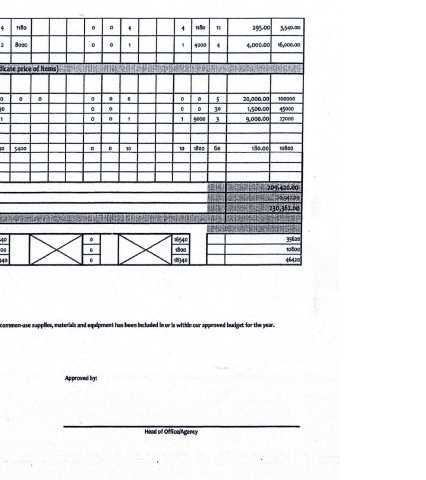 4 1180 0 0 4 4 1180 12 295.00 3,540.00
2 8000 0 0 1 1 4000 4 4,000.00 16,000.00
dicate price of items)
0 0 0 0 0 0 0 0 5 20,000.00 100000
30 0 0 0 0 30 1,500.00 45000
1 0 0 1 1 9000 3 9,000.00 27000
30 5400 0 0 10 10 1800 60 180.00 10800
209,420.00
230,362.00
540 0 16540 35620
00 0 1800 10800
340 0 18340 46420
common-use supplies, materials and equipment has been included in or is within our approved budget for the year.
Approved by:
Head of Office/Agency